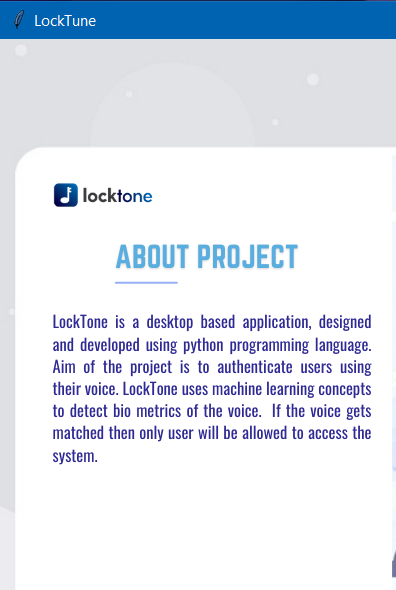 LockTune
locktone
ABOUT PROJECT
LockTone is a desktop based application, designed
and developed using python programming language.
Aim of the project is to authenticate users using
their voice. LockTone uses machine learning concepts
to detect bio metrics of the voice. If the voice gets
matched then only user will be allowed to access the
system.